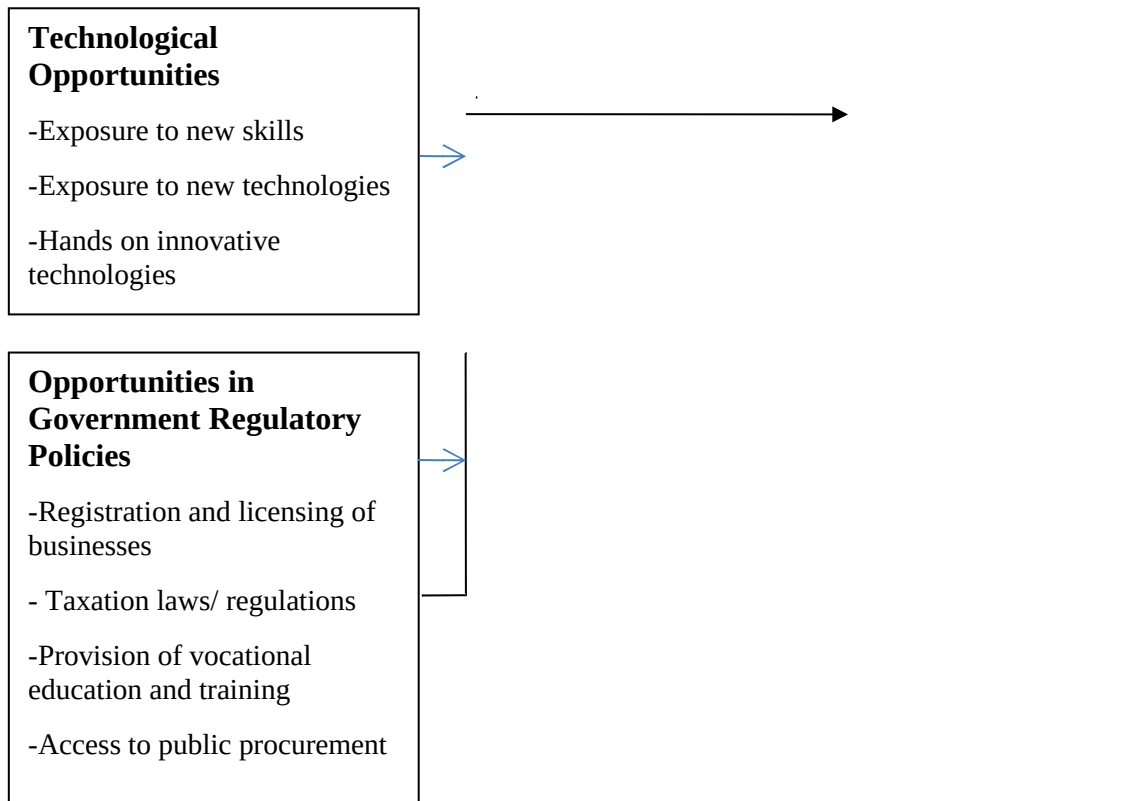 Technological
Opportunities
-Exposure to new skills
-Exposure to new technologies
-Hands on innovative
technologies
Opportunities in
Government Regulatory
Policies
-Registration and licensing of
businesses
- Taxation laws/ regulations
-Provision of vocational
education and training
-Access to public procurement